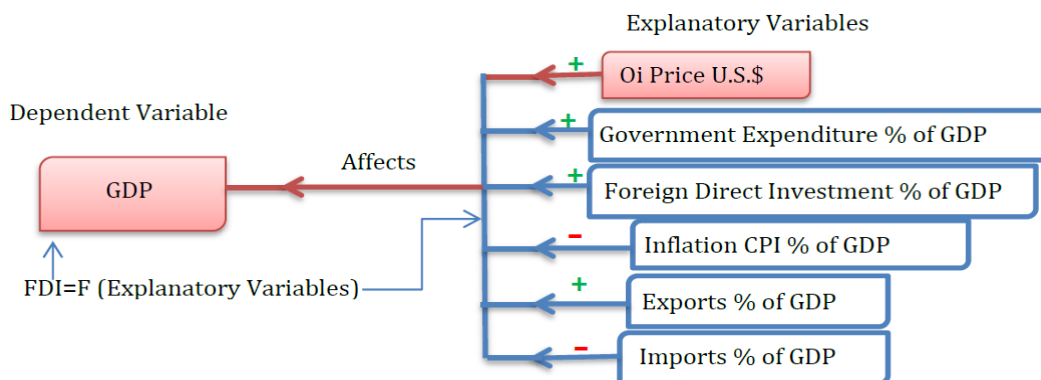 Explanatory Variables
+
Oi Price U.S.$
Dependent Variable
+
Government Expenditure % of GDP
Affects
GDP
+
Foreign Direct Investment % of GDP
–
Inflation CPI % of GDP
FDI=F (Explanatory Variables)
+
Exports % of GDP
–
Imports % of GDP